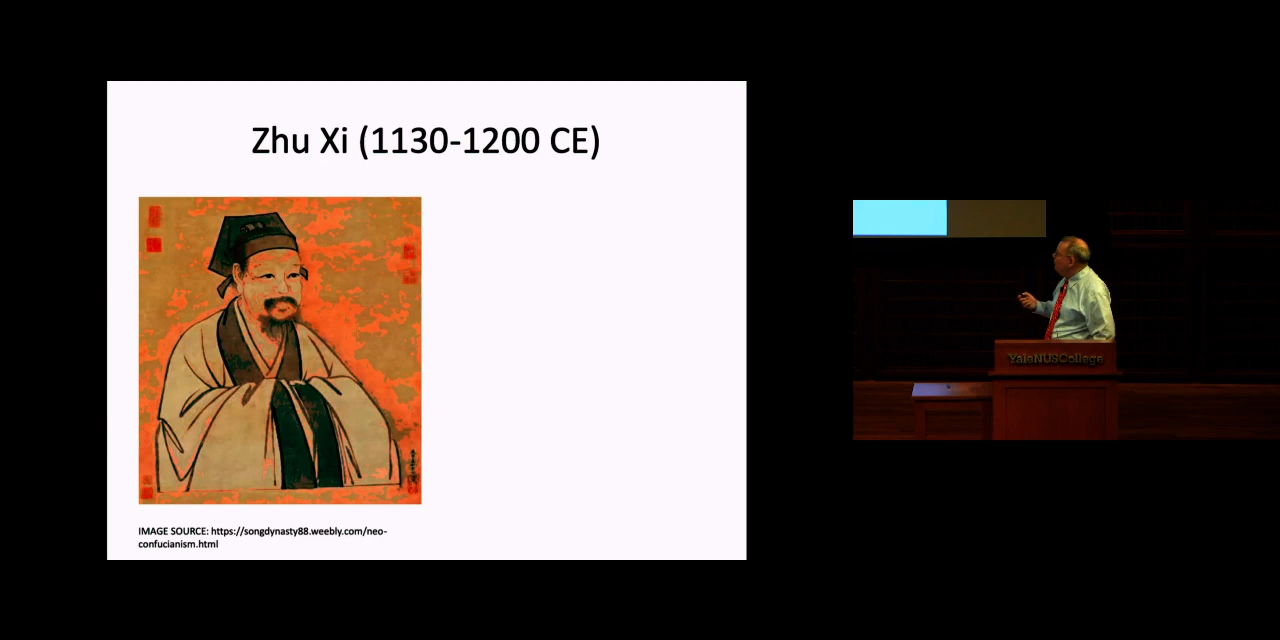 Zhu Xi (1130-1200 CE)
IMAGE SOURCE: https://songdynasty88.weebly.com/neo-
confucianism.html
YaleNUSCollege